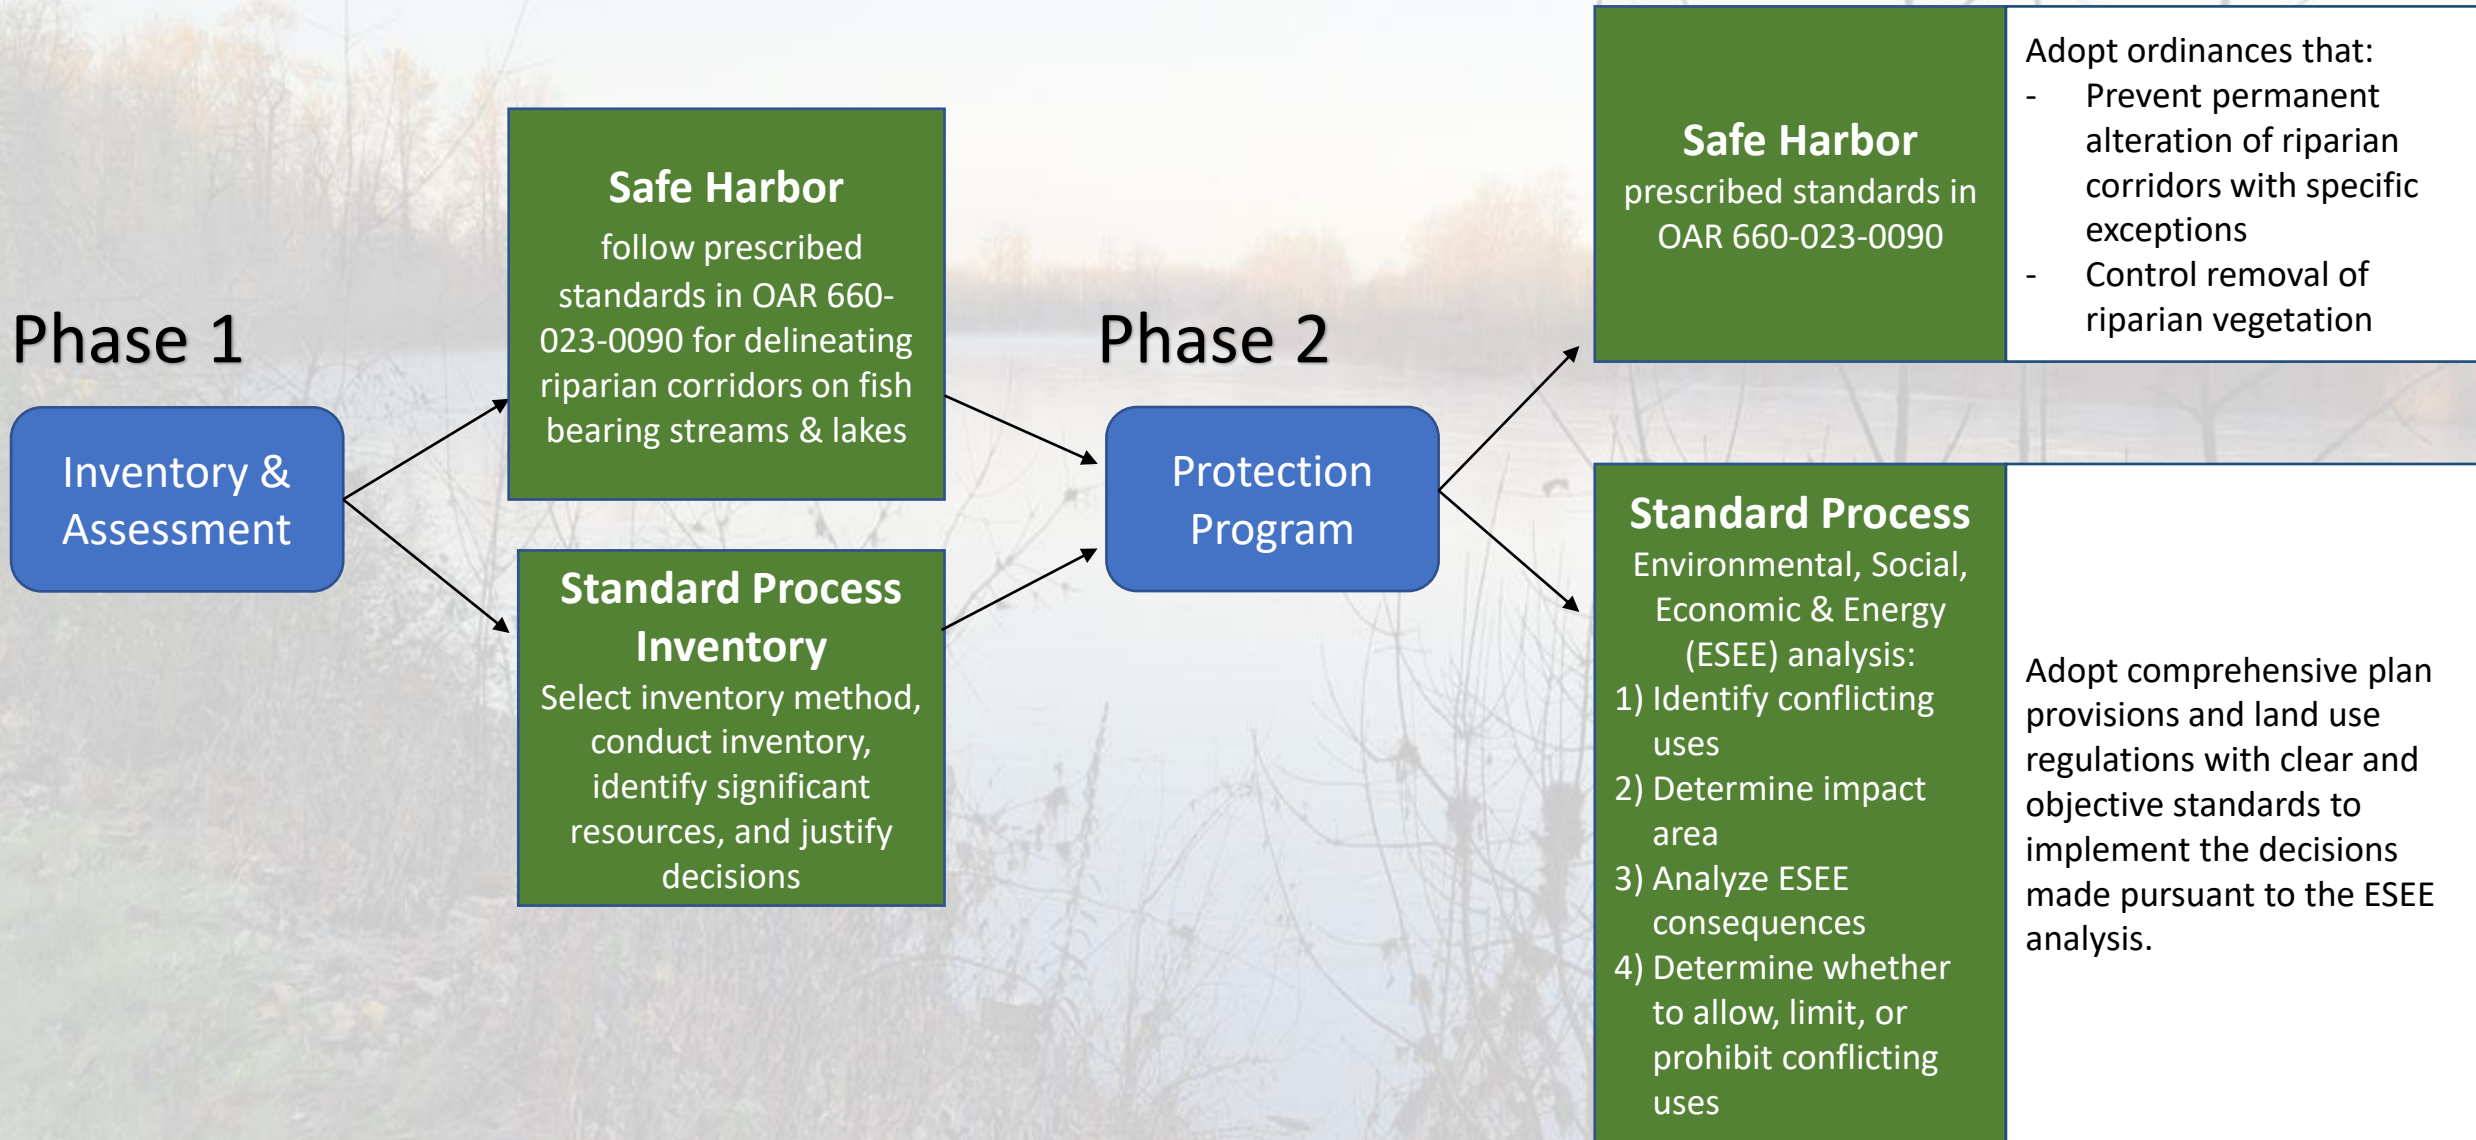 Phase 1
Inventory &
Assessment
Safe Harbor
follow prescribed
standards in OAR 660-
023-0090 for delineating
riparian corridors on fish
bearing streams & lakes
Standard Process
Inventory
Select inventory method,
conduct inventory,
identify significant
resources, and justify
decisions
Phase 2
Protection
Program
Safe Harbor
prescribed standards in
OAR 660-023-0090
Adopt ordinances that:
- Prevent permanent
alteration of riparian
corridors with specific
exceptions
- Control removal of
riparian vegetation
Standard Process
Environmental, Social,
Economic & Energy
(ESEE) analysis:
1) Identify conflicting
uses
2) Determine impact
area
3) Analyze ESEE
consequences
4) Determine whether
to allow, limit, or
prohibit conflicting
uses
Adopt comprehensive plan
provisions and land use
regulations with clear and
objective standards to
implement the decisions
made pursuant to the ESEE
analysis.